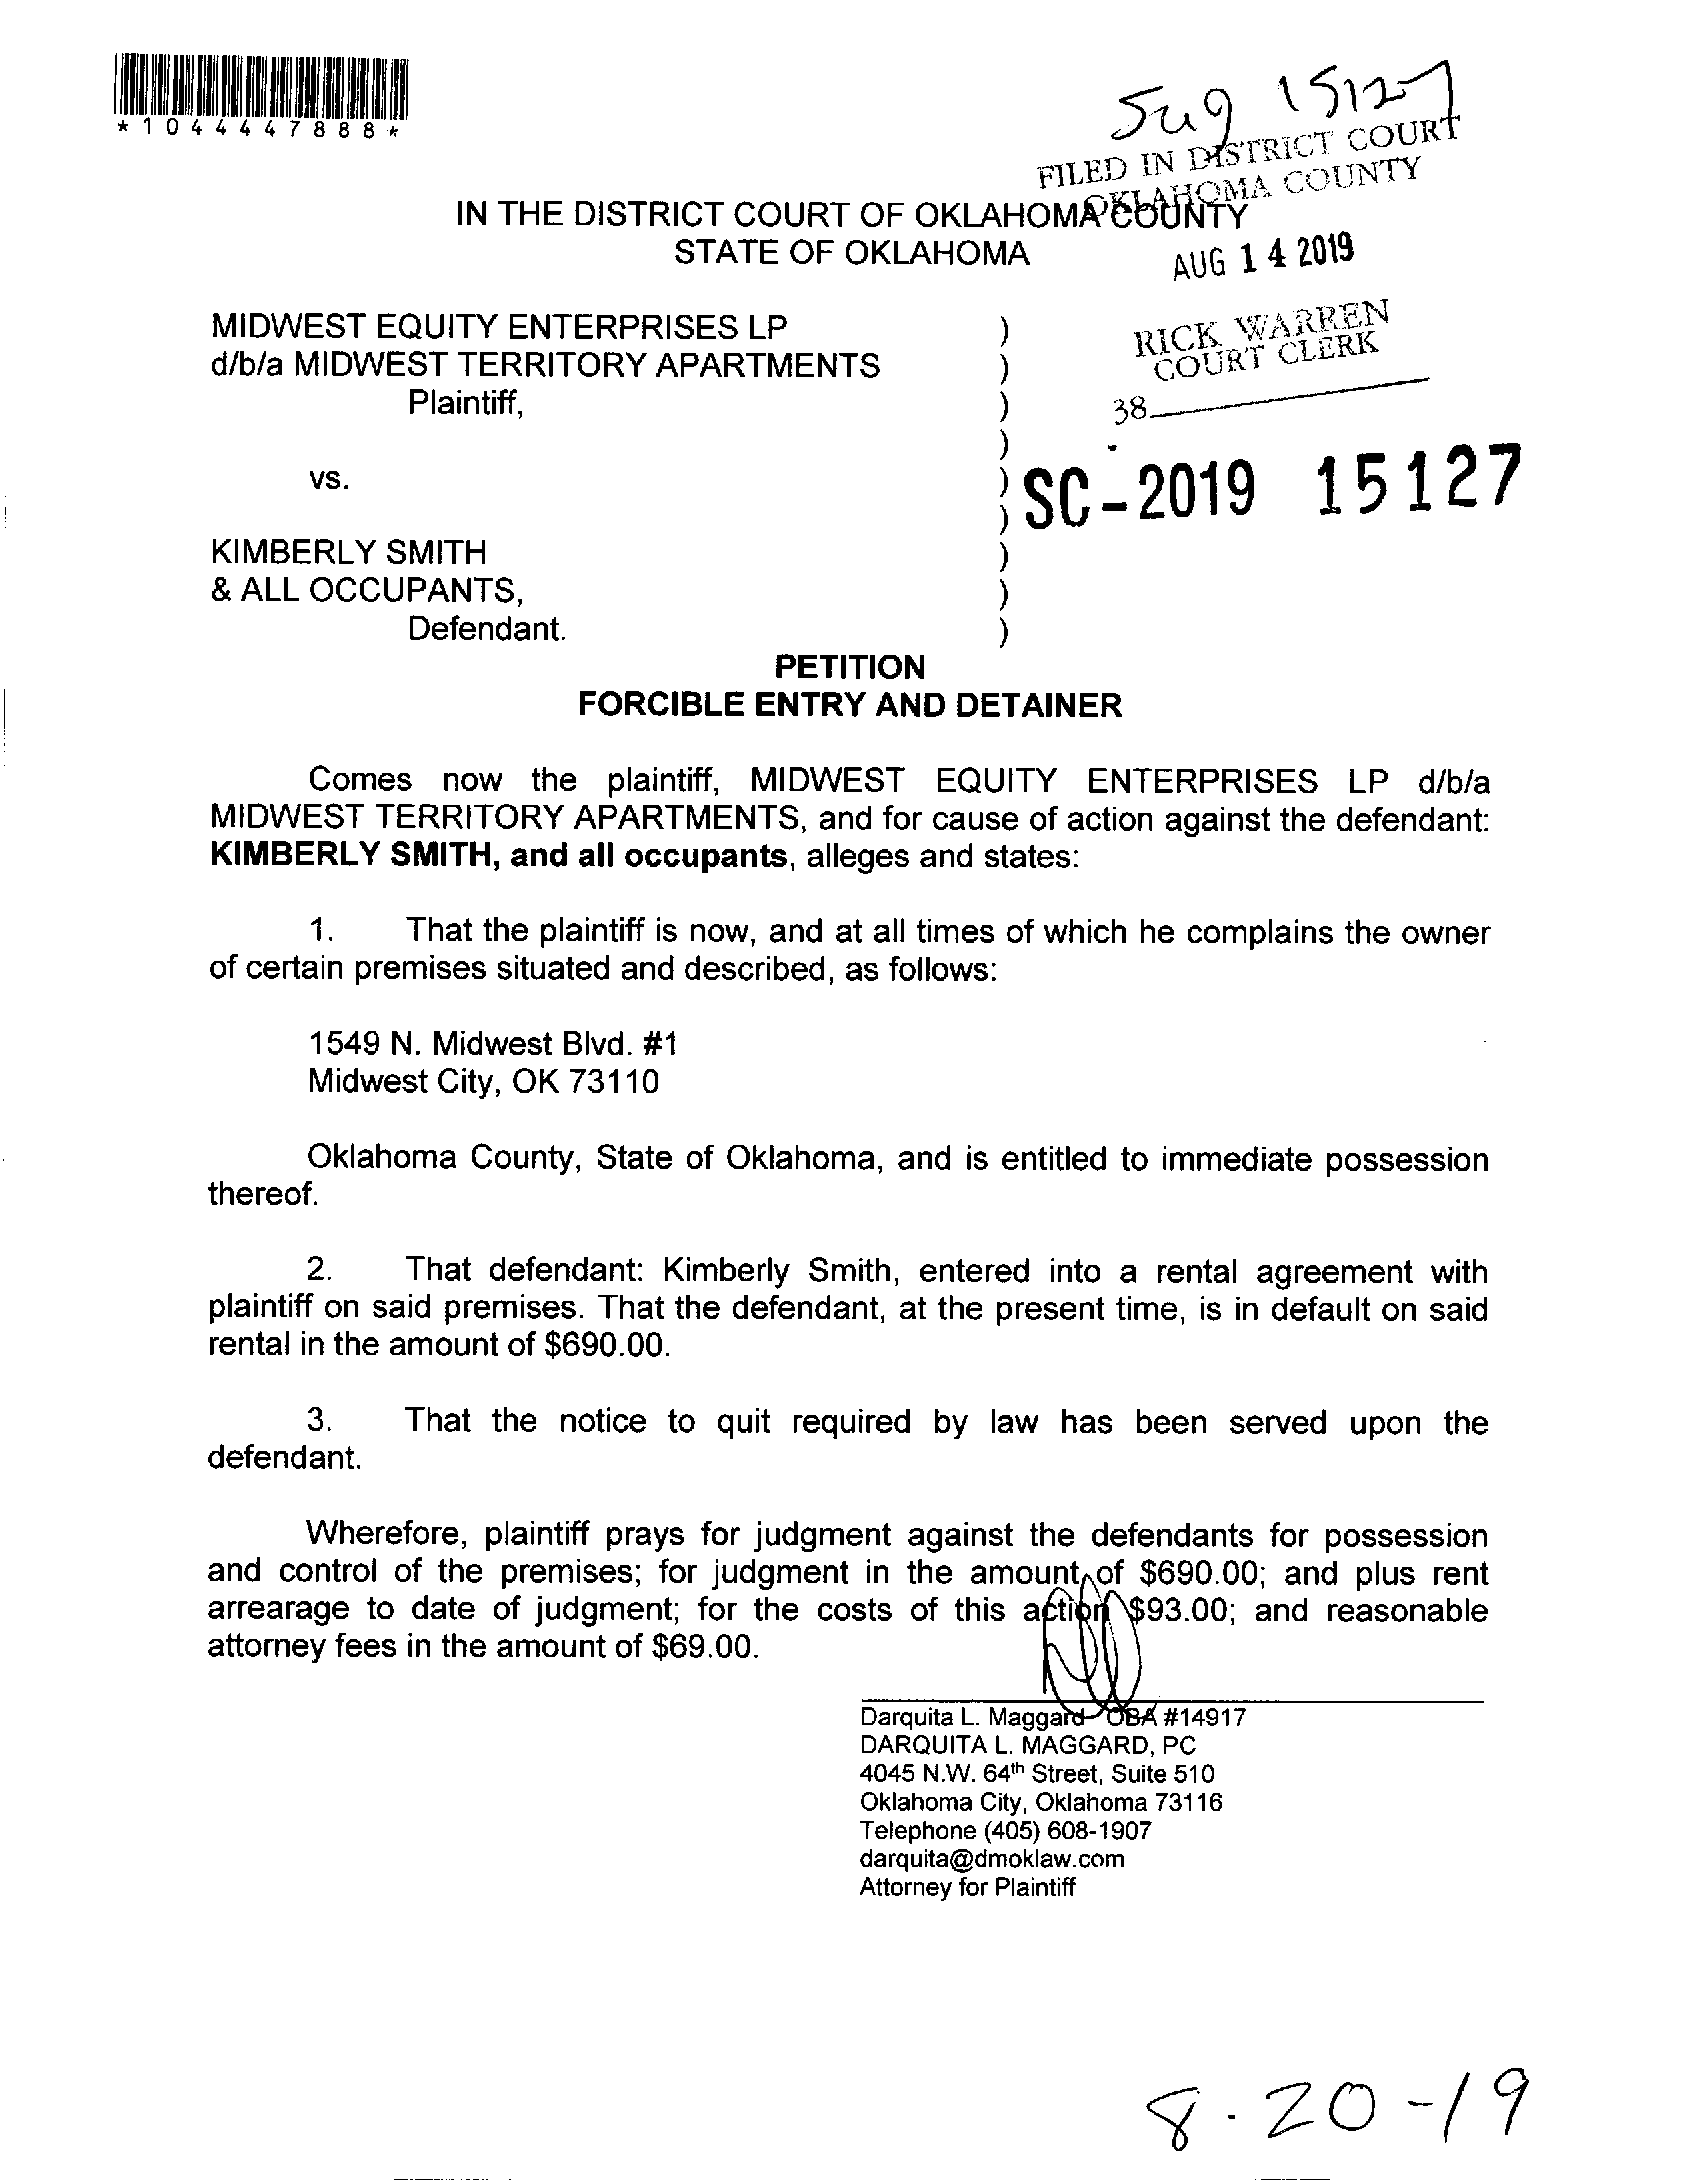 *1044447888*
15127
FILED IN DISTRICT COURT
OKLAHOMA COUNTY
IN THE DISTRICT COURT OF OKLAHOMA COUNTY
STATE OF OKLAHOMA
AUG 14 2019
MIDWEST EQUITY ENTERPRISES LP )
d/b/a MIDWEST TERRITORY APARTMENTS )
RICK WARREN
COURT CLERK
Plaintiff, )
38
)
vs. )
SC-2019 15127
)
KIMBERLY SMITH )
& ALL OCCUPANTS, )
Defendant. )
PETITION
FORCIBLE ENTRY AND DETAINER
Comes now the plaintiff, MIDWEST EQUITY ENTERPRISES LP d/b/a
MIDWEST TERRITORY APARTMENTS, and for cause of action against the defendant:
KIMBERLY SMITH, and all occupants, alleges and states:
1. That the plaintiff is now, and at all times of which he complains the owner
of certain premises situated and described, as follows:
1549 N. Midwest Blvd. #1
Midwest City, OK 73110
Oklahoma County, State of Oklahoma, and is entitled to immediate possession
thereof.
2. That defendant: Kimberly Smith, entered into a rental agreement with
plaintiff on said premises. That the defendant, at the present time, is in default on said
rental in the amount of $690.00.
3. That the notice to quit required by law has been served upon the
defendant.
Wherefore, plaintiff prays for judgment against the defendants for possession
and control of the premises; for judgment in the amount of $690.00; and plus rent
arrearage to date of judgment; for the costs of this action $93.00; and reasonable
attorney fees in the amount of $69.00.
Darquita L. Maggard OBA #14917
DARQUITA L. MAGGARD, PC
4045 N.W. 64th Street, Suite 510
Oklahoma City, Oklahoma 73116
Telephone (405) 608-1907
darquita@dmoklaw.com
Attorney for Plaintiff
8-20-19